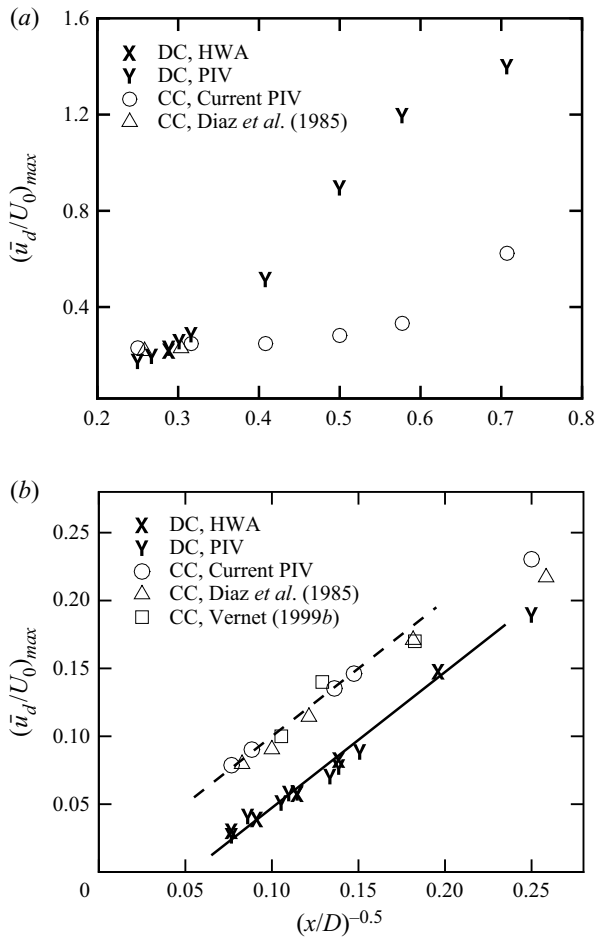 (a)
1.6
1.2
0.8
0.4
(ū_d/U_0)_max
X DC, HWA
Y DC, PIV
CC, Current PIV
CC, Diaz et al. (1985)
0.2 0.3 0.4 0.5 0.6 0.7 0.8
(b)
0.25
0.20
0.15
0.10
0.05
(ū_d/U_0)_max
X DC, HWA
Y DC, PIV
CC, Current PIV
CC, Diaz et al. (1985)
CC, Vernet (1999b)
0 0.05 0.10 0.15 0.20 0.25
(x/D)^–0.5